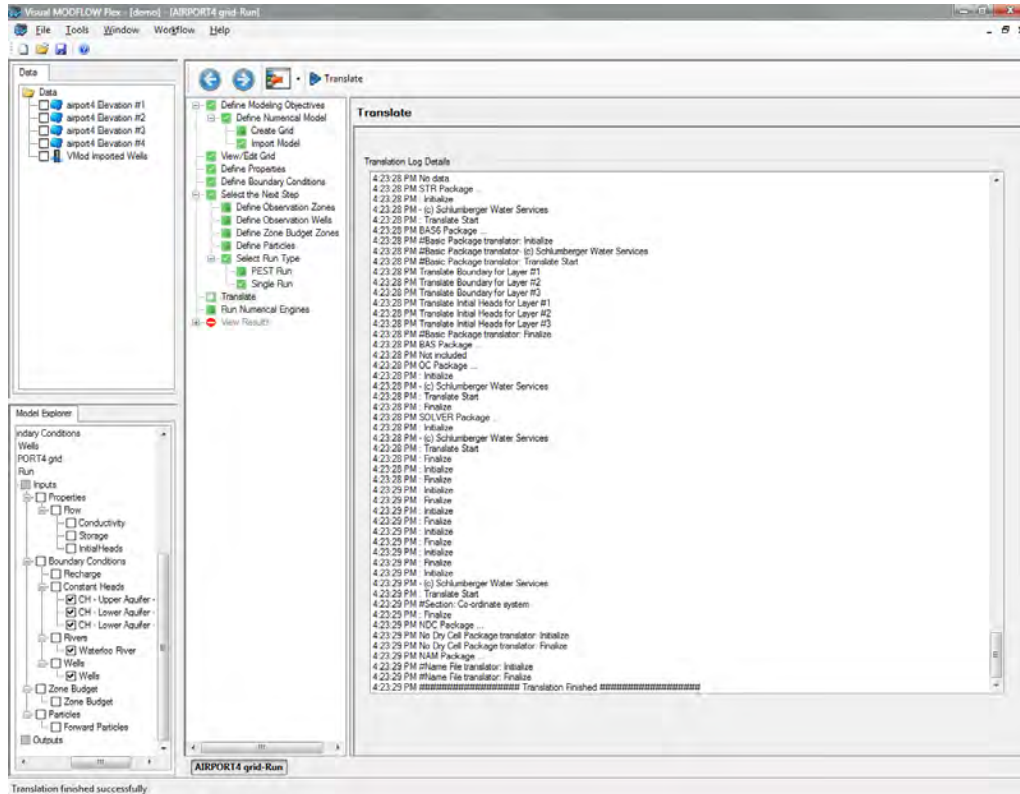 Visual MODFLOW Flex - [demo] - [AIRPORT4 grid-Run]
File Tools Window Workflow Help
Data
Data
airport4 Elevation #1
airport4 Elevation #2
airport4 Elevation #3
airport4 Elevation #4
VMod Imported Wells
Model Explorer
ndary Conditions
Wells
PORT4 grid
Run
Inputs
Properties
Flow
Conductivity
Storage
InitialHeads
Boundary Conditions
Recharge
Constant Heads
CH - Upper Aquifer -
CH - Lower Aquifer -
CH - Lower Aquifer -
Rivers
Waterloo River
Wells
Wells
Zone Budget
Zone Budget
Particles
Forward Particles
Outputs
Translate
Define Modeling Objectives
Define Numerical Model
Create Grid
Import Model
View/Edit Grid
Define Properties
Define Boundary Conditions
Select the Next Step
Define Observation Zones
Define Observation Wells
Define Zone Budget Zones
Define Particles
Select Run Type
PEST Run
Single Run
Translate
Run Numerical Engines
View Results
Translate
Translation Log Details
4:23:28 PM No data
4:23:28 PM STR Package ...
4:23:28 PM : Initialize
4:23:28 PM - (c) Schlumberger Water Services
4:23:28 PM : Translate Start
4:23:28 PM BAS6 Package ...
4:23:28 PM #Basic Package translator: Initialize
4:23:28 PM #Basic Package translator- (c) Schlumberger Water Services
4:23:28 PM #Basic Package translator: Translate Start
4:23:28 PM Translate Boundary for Layer #1
4:23:28 PM Translate Boundary for Layer #2
4:23:28 PM Translate Boundary for Layer #3
4:23:28 PM Translate Initial Heads for Layer #1
4:23:28 PM Translate Initial Heads for Layer #2
4:23:28 PM Translate Initial Heads for Layer #3
4:23:28 PM #Basic Package translator: Finalize
4:23:28 PM BAS Package ...
4:23:28 PM Not included
4:23:28 PM OC Package ...
4:23:28 PM : Initialize
4:23:28 PM - (c) Schlumberger Water Services
4:23:28 PM : Translate Start
4:23:28 PM : Finalize
4:23:28 PM SOLVER Package ...
4:23:28 PM : Initialize
4:23:28 PM - (c) Schlumberger Water Services
4:23:28 PM : Translate Start
4:23:28 PM : Finalize
4:23:28 PM : Initialize
4:23:28 PM : Finalize
4:23:29 PM : Initialize
4:23:29 PM : Finalize
4:23:29 PM : Initialize
4:23:29 PM : Finalize
4:23:29 PM : Initialize
4:23:29 PM : Finalize
4:23:29 PM : Initialize
4:23:29 PM : Finalize
4:23:29 PM : Initialize
4:23:29 PM - (c) Schlumberger Water Services
4:23:29 PM : Translate Start
4:23:29 PM #Section: Co-ordinate system
4:23:29 PM : Finalize
4:23:29 PM NDC Package ...
4:23:29 PM No Dry Cell Package translator: Initialize
4:23:29 PM No Dry Cell Package translator: Finalize
4:23:29 PM NAM Package ...
4:23:29 PM #Name File translator: Initialize
4:23:29 PM #Name File translator: Finalize
4:23:29 PM ################### Translation Finished ###################
AIRPORT4 grid-Run
Translation finished successfully